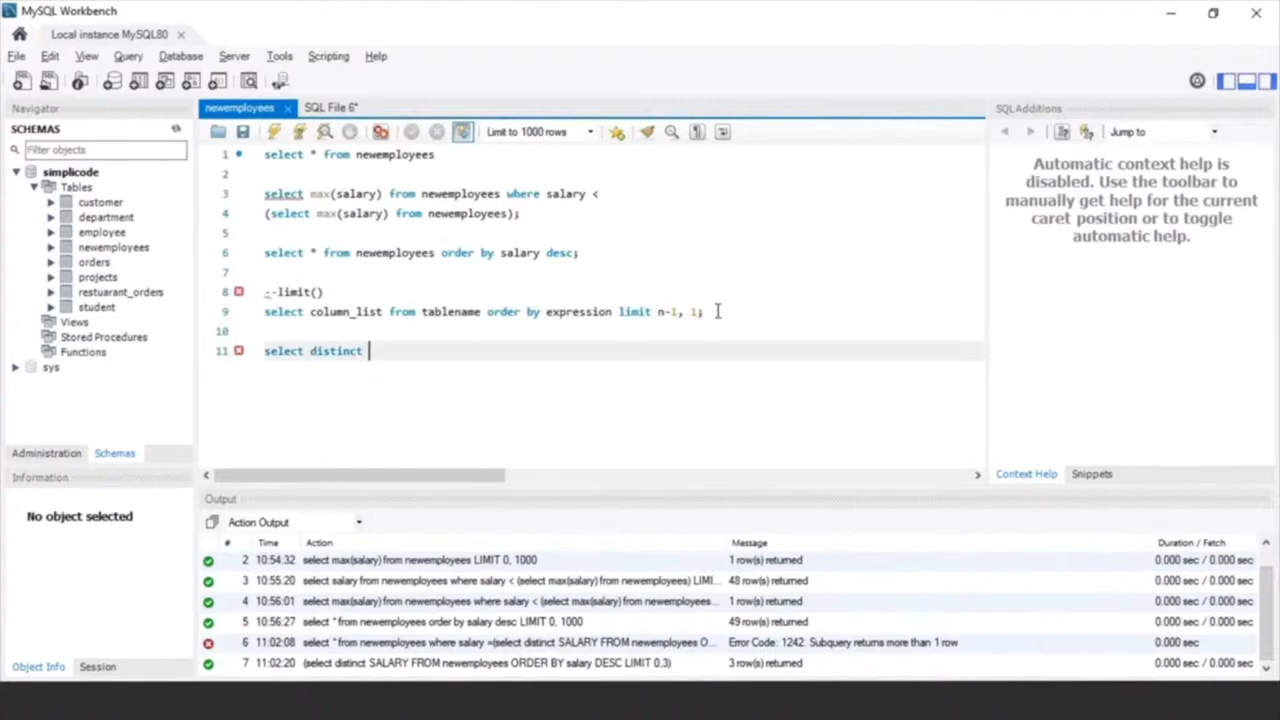 MySQL Workbench
Local instance MySQL80
File Edit View Query Database Server Tools Scripting Help
Navigator
SCHEMAS
Filter objects
simplicode
Tables
customer
department
employee
newemployees
orders
projects
restuarant_orders
student
Views
Stored Procedures
Functions
sys
Administration Schemas
Information
No object selected
Object Info Session
newemployees SQL File 6*
Limit to 1000 rows
1 select * from newemployees
2
3 select max(salary) from newemployees where salary <
4 (select max(salary) from newemployees);
5
6 select * from newemployees order by salary desc;
7
8 --limit()
9 select column_list from tablename order by expression limit n-1, 1;
10
11 select distinct
SQLAdditions
Jump to
Automatic context help is
disabled. Use the toolbar to
manually get help for the current
caret position or to toggle
automatic help.
Context Help Snippets
Output
Action Output
# Time Action Message Duration / Fetch
2 10:54:32 select max(salary) from newemployees LIMIT 0, 1000 1 row(s) returned 0.000 sec / 0.000 sec
3 10:55:20 select salary from newemployees where salary < (select max(salary) from newemployees) LIMI... 48 row(s) returned 0.000 sec / 0.000 sec
4 10:56:01 select max(salary) from newemployees where salary < (select max(salary) from newemployees... 1 row(s) returned 0.000 sec / 0.000 sec
5 10:56:27 select * from newemployees order by salary desc LIMIT 0, 1000 49 row(s) returned 0.000 sec / 0.000 sec
6 11:02:08 select * from newemployees where salary =(select distinct SALARY FROM newemployees O... Error Code: 1242. Subquery returns more than 1 row 0.000 sec
7 11:02:20 (select distinct SALARY FROM newemployees ORDER BY salary DESC LIMIT 0,3) 3 row(s) returned 0.000 sec / 0.000 sec